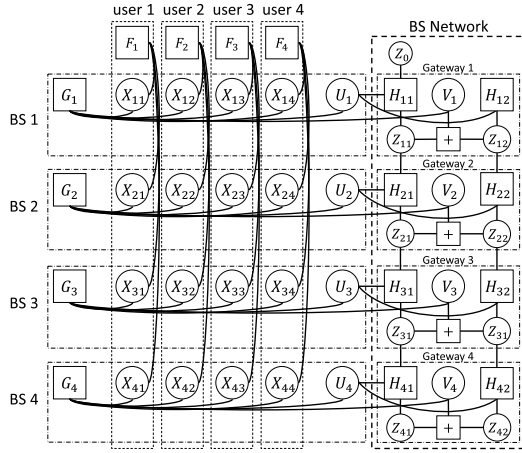 user 1 user 2 user 3 user 4
BS Network
F1 F2 F3 F4 Z0
Gateway 1
BS 1 G1 X11 X12 X13 X14 U1 H11 V1 H12
Z11 + Z12
Gateway 2
BS 2 G2 X21 X22 X23 X24 U2 H21 V2 H22
Z21 + Z22
Gateway 3
BS 3 G3 X31 X32 X33 X34 U3 H31 V3 H32
Z31 + Z31
Gateway 4
BS 4 G4 X41 X42 X43 X44 U4 H41 V4 H42
Z41 + Z42